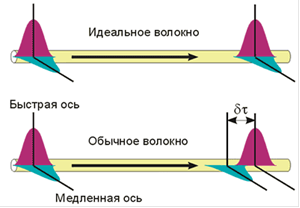 Идеальное волокно
Быстрая ось
δτ
Обычное волокно
Медленная ось